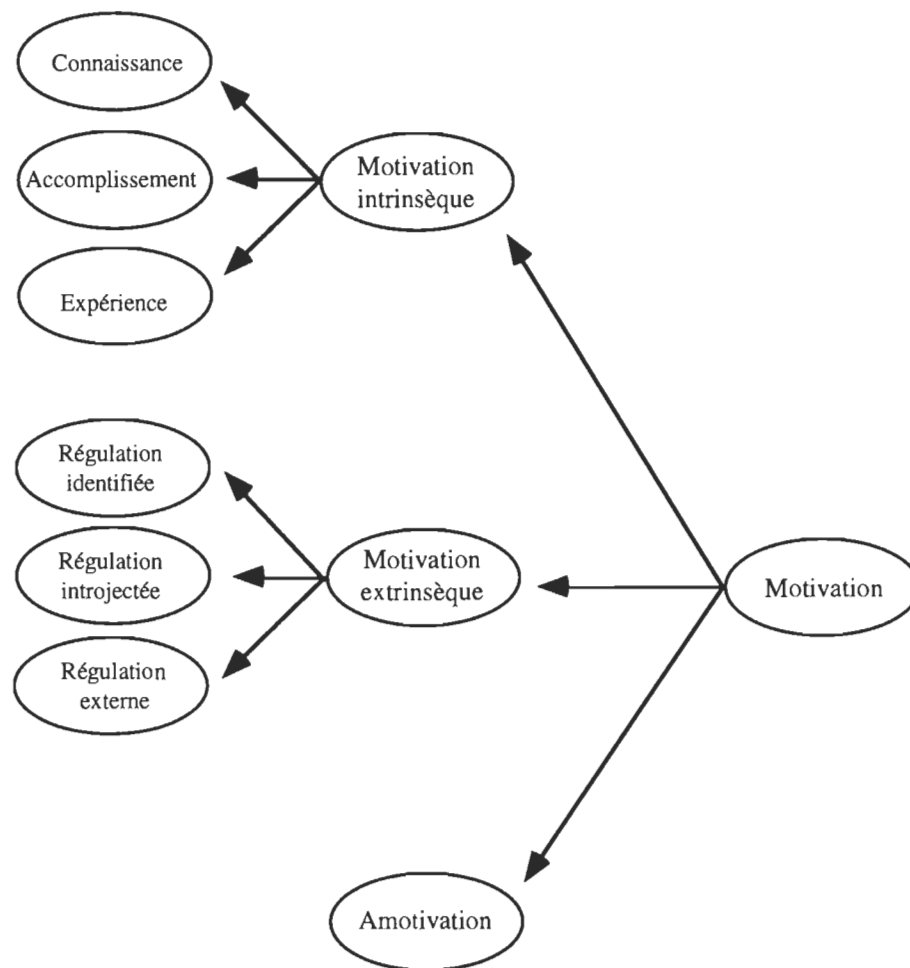 Connaissance
Accomplissement
Expérience
Motivation
intrinsèque
Régulation
identifiée
Régulation
introjectée
Régulation
externe
Motivation
extrinsèque
Motivation
Amotivation